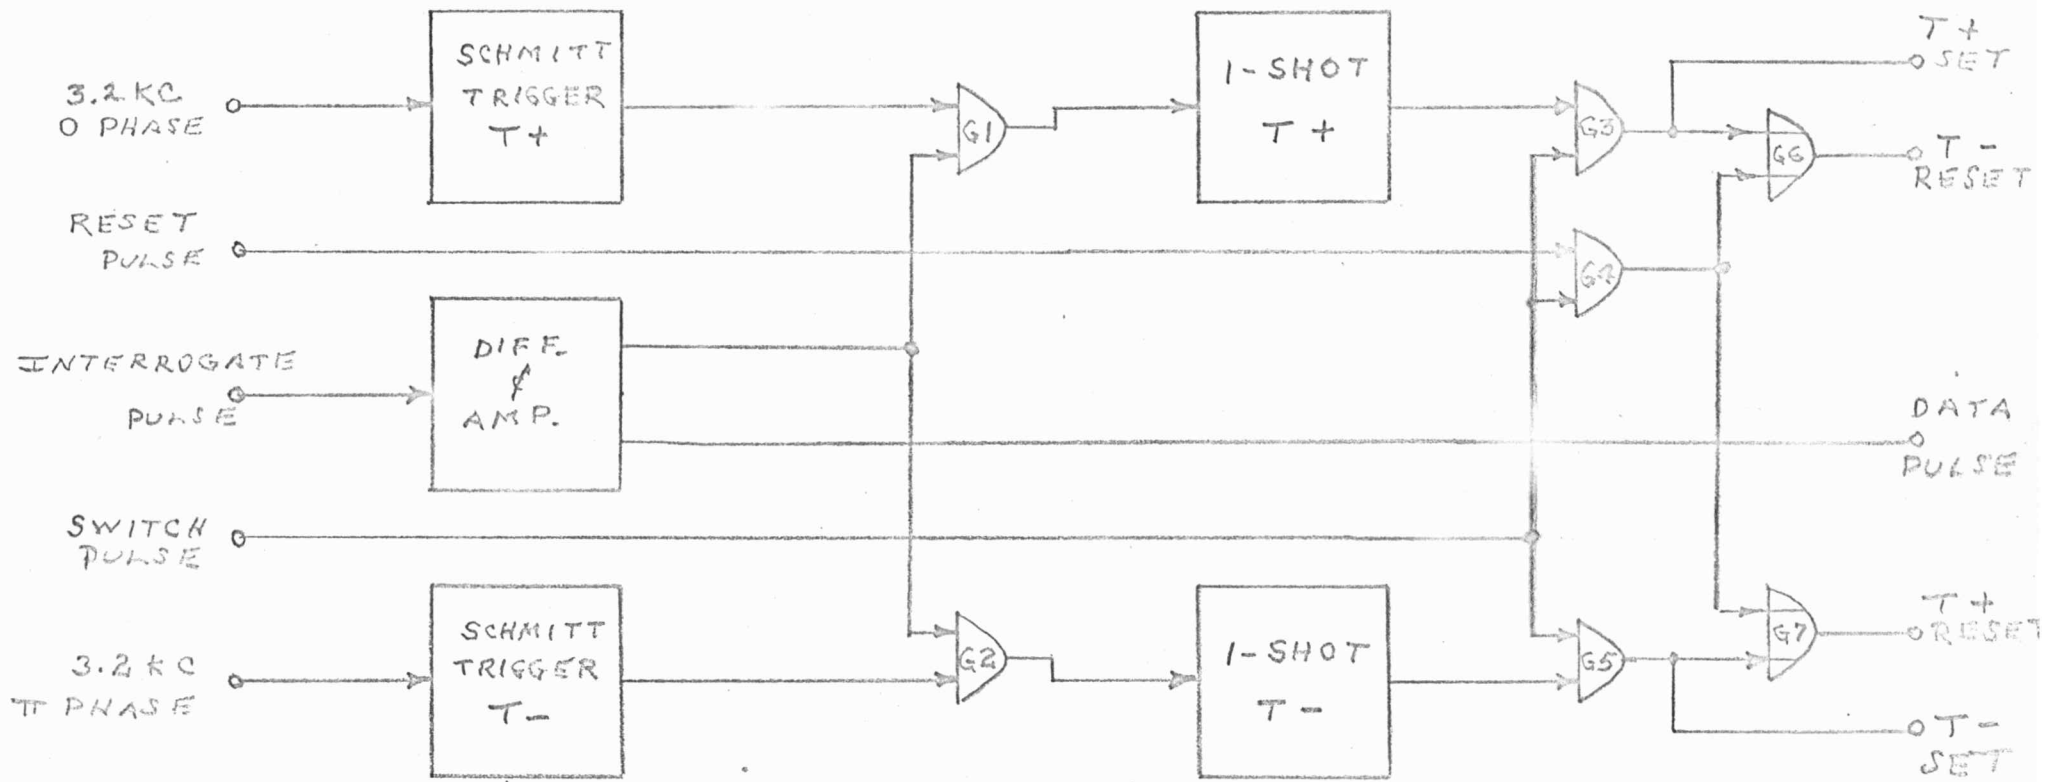 3.2 KC
0 PHASE
SCHMITT
TRIGGER
T+
G1
1-SHOT
T+
G3
T+
SET
G6
T-
RESET
RESET
PULSE
G4
INTERROGATE
PULSE
DIFF.
&
AMP.
DATA
PULSE
SWITCH
PULSE
3.2 KC
π PHASE
SCHMITT
TRIGGER
T-
G2
1-SHOT
T-
G5
G7
T+
RESET
T-
SET